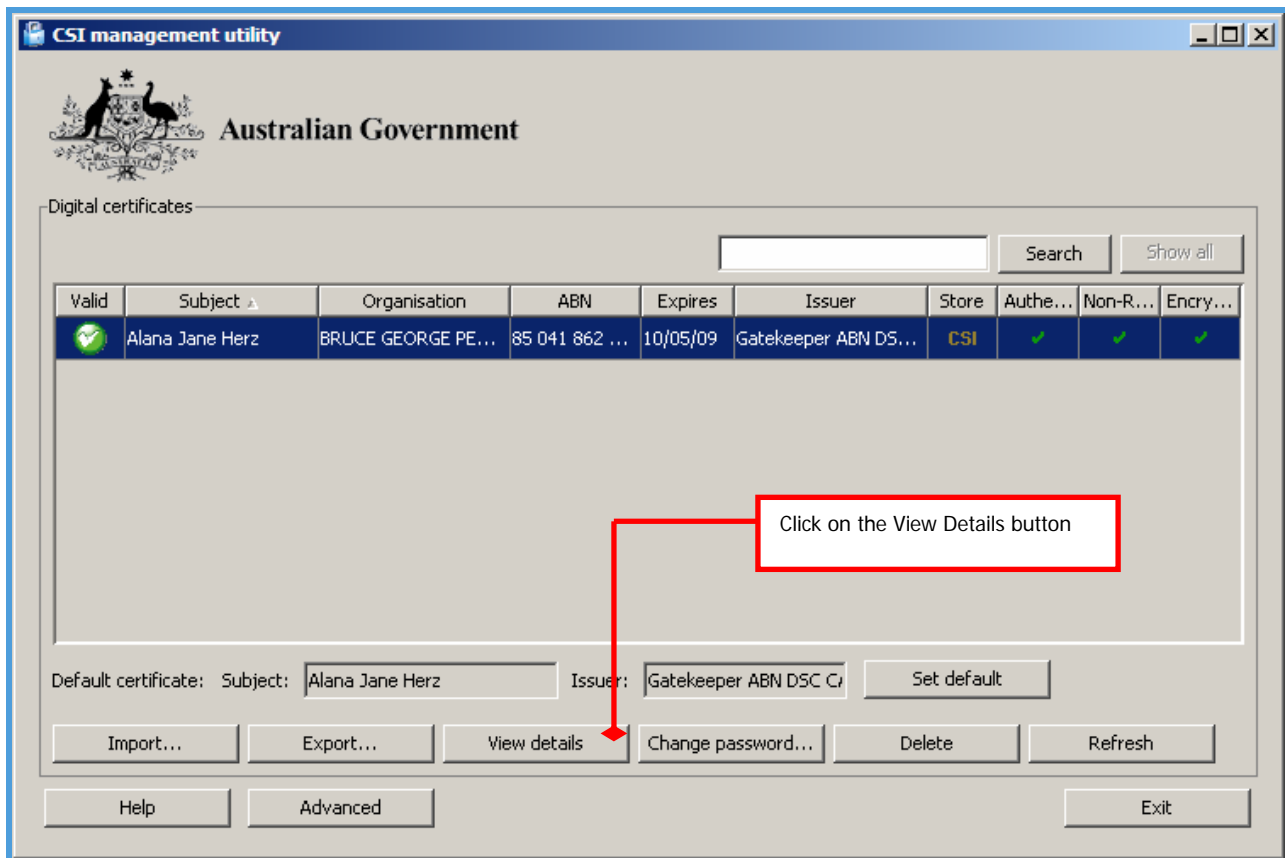 CSI management utility
Australian Government
Digital certificates
Search
Show all
Valid Subject Organisation ABN Expires Issuer Store Authe... Non-R... Encry...
Alana Jane Herz BRUCE GEORGE PE... 85 041 862 ... 10/05/09 Gatekeeper ABN DS... CSI
Click on the View Details button
Default certificate: Subject: Alana Jane Herz Issuer: Gatekeeper ABN DSC CA Set default
Import... Export... View details Change password... Delete Refresh
Help Advanced Exit